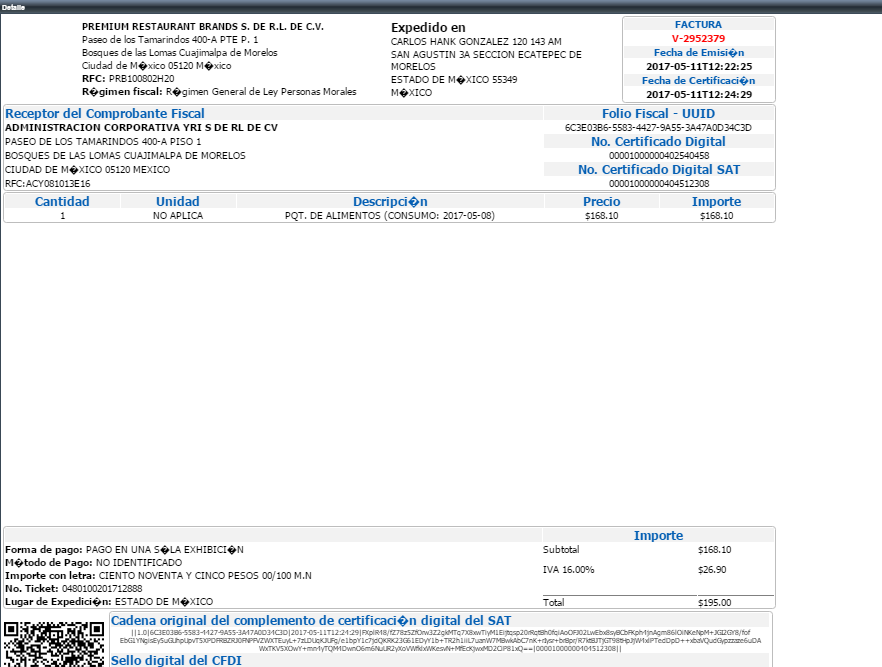 Detalle
PREMIUM RESTAURANT BRANDS S. DE R.L. DE C.V.
Paseo de los Tamarindos 400-A PTE P. 1
Bosques de las Lomas Cuajimalpa de Morelos
Ciudad de M�xico 05120 M�xico
RFC: PRB100802H20
R�gimen fiscal: R�gimen General de Ley Personas Morales
Expedido en
CARLOS HANK GONZALEZ 120 143 AM
SAN AGUSTIN 3A SECCION ECATEPEC DE
MORELOS
ESTADO DE M�XICO 55349
M�XICO
FACTURA
V-2952379
Fecha de Emisi�n
2017-05-11T12:22:25
Fecha de Certificaci�n
2017-05-11T12:24:29
Receptor del Comprobante Fiscal
ADMINISTRACION CORPORATIVA YRI S DE RL DE CV
PASEO DE LOS TAMARINDOS 400-A PISO 1
BOSQUES DE LAS LOMAS CUAJIMALPA DE MORELOS
CIUDAD DE M�XICO 05120 MEXICO
RFC:ACY081013E16
Folio Fiscal - UUID
6C3E03B6-5583-4427-9A55-3A47A0D34C3D
No. Certificado Digital
00001000000402540458
No. Certificado Digital SAT
00001000000404512308
Cantidad Unidad Descripci�n Precio Importe
1 NO APLICA PQT. DE ALIMENTOS (CONSUMO: 2017-05-08) $168.10 $168.10
Importe
Forma de pago: PAGO EN UNA S�LA EXHIBICI�N
M�todo de Pago: NO IDENTIFICADO
Importe con letra: CIENTO NOVENTA Y CINCO PESOS 00/100 M.N
No. Ticket: 0480100201712888
Lugar de Expedici�n: ESTADO DE M�XICO
Subtotal $168.10
IVA 16.00% $26.90
Total $195.00
Cadena original del complemento de certificaci�n digital del SAT
||1.0|6C3E03B6-5583-4427-9A55-3A47A0D34C3D|2017-05-11T12:24:29|
||00001000000404512308||
Sello digital del CFDI